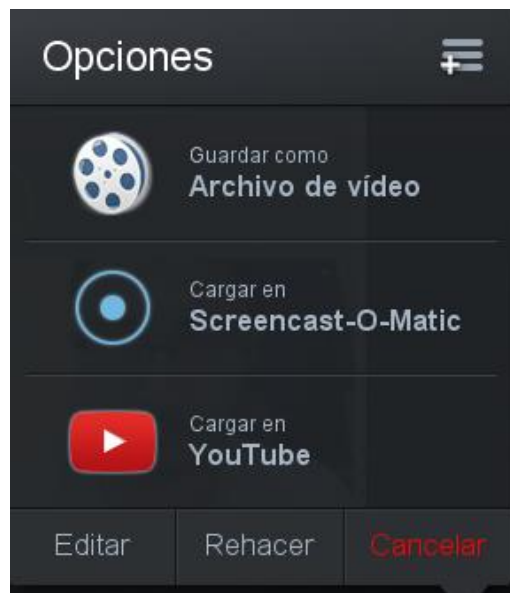 Opciones
Guardar como
Archivo de vídeo
Cargar en
Screencast-O-Matic
Cargar en
YouTube
Editar Rehacer Cancelar